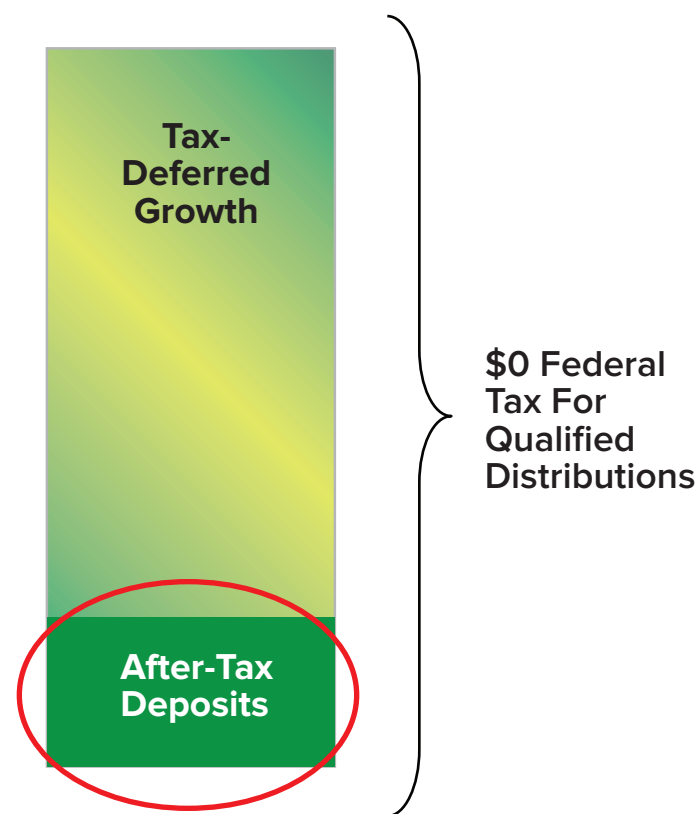 Tax-
Deferred
Growth
$0 Federal
Tax For
Qualified
Distributions
After-Tax
Deposits